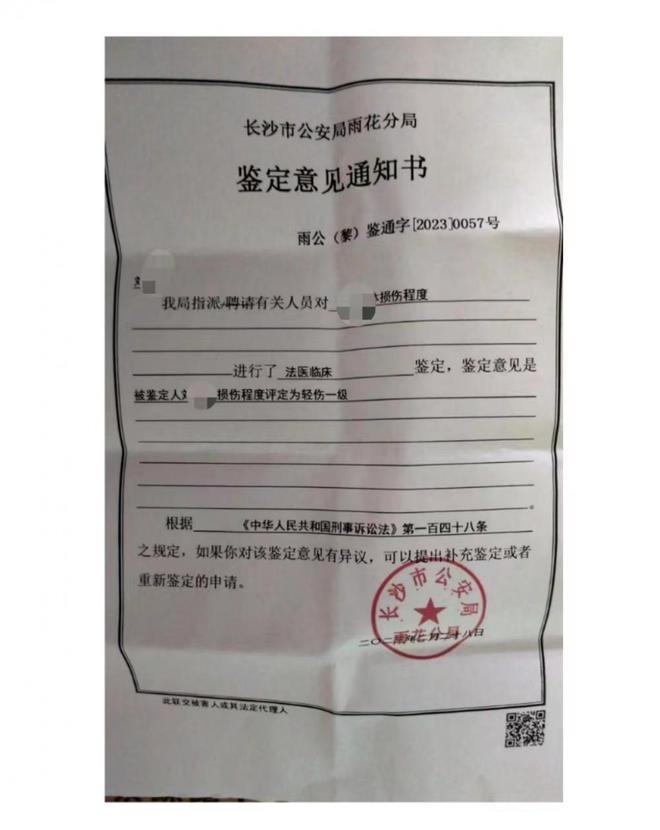 长沙市公安局雨花分局
鉴定意见通知书
雨公（黎）鉴通字[2023]0057号
我局指派/聘请有关人员对 损伤程度
进行了 法医临床 鉴定，鉴定意见是
被鉴定人刘 损伤程度评定为轻伤一级
根据 《中华人民共和国刑事诉讼法》第一百四十八条
之规定，如果你对该鉴定意见有异议，可以提出补充鉴定或者
重新鉴定的申请。
长沙市公安局
雨花分局
月二十八日
此联交被害人或其法定代理人